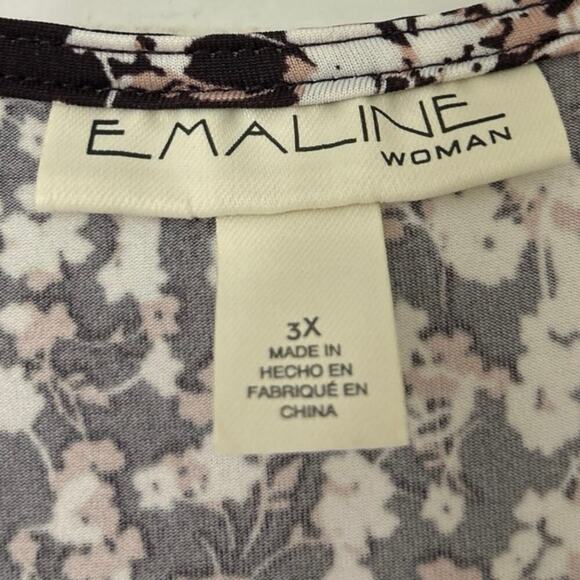 EMALINE
WOMAN
3X
MADE IN
HECHO EN
FABRIQUÉ EN
CHINA